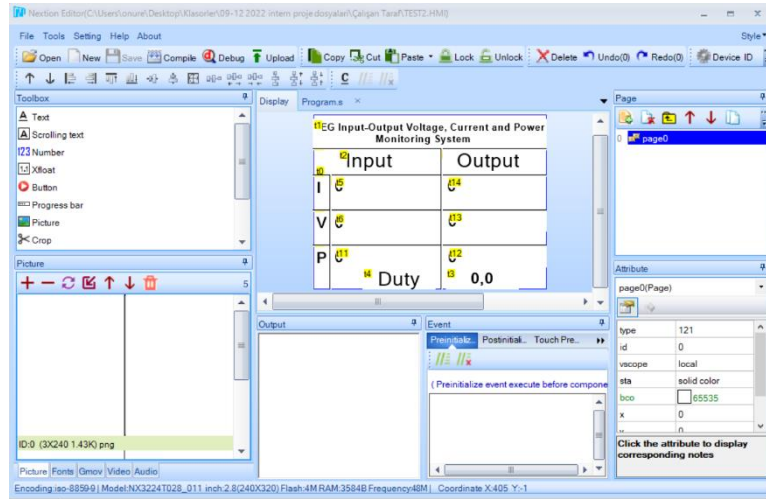 Nextion Editor(C:\Users\onure\Desktop\Klasorler\09-12 2022 intern proje dosyalari\Çalışan Taraf\TEST2.HMI)
File Tools Setting Help About
Style
Open New Save Compile Debug Upload Copy Cut Paste Lock Unlock Delete Undo(0) Redo(0) Device ID
Toolbox
A Text
A Scrolling text
123 Number
1.1 Xfloat
Button
Progress bar
Picture
Crop
Picture
5
ID:0 (3X240 1.43K) png
Picture Fonts Gmov Video Audio
Display Program.s ×
t1EG Input-Output Voltage, Current and Power
Monitoring System
t2 Input Output
t0
I t5 t14
V t6 t13
P t11 t12
t4 Duty t3 0,0
Output
Event
Preinitializ.. Postinitiali.. Touch Pre..
( Preinitialize event execute before compone
Page
0 page0
Attribute
page0(Page)
type 121
id 0
vscope local
sta solid color
bco 65535
x 0
Click the attribute to display
corresponding notes
Encoding:iso-8859-9 | Model:NX3224T028_011 inch:2.8(240X320) Flash:4M RAM:3584B Frequency:48M | Coordinate X:405 Y:-1